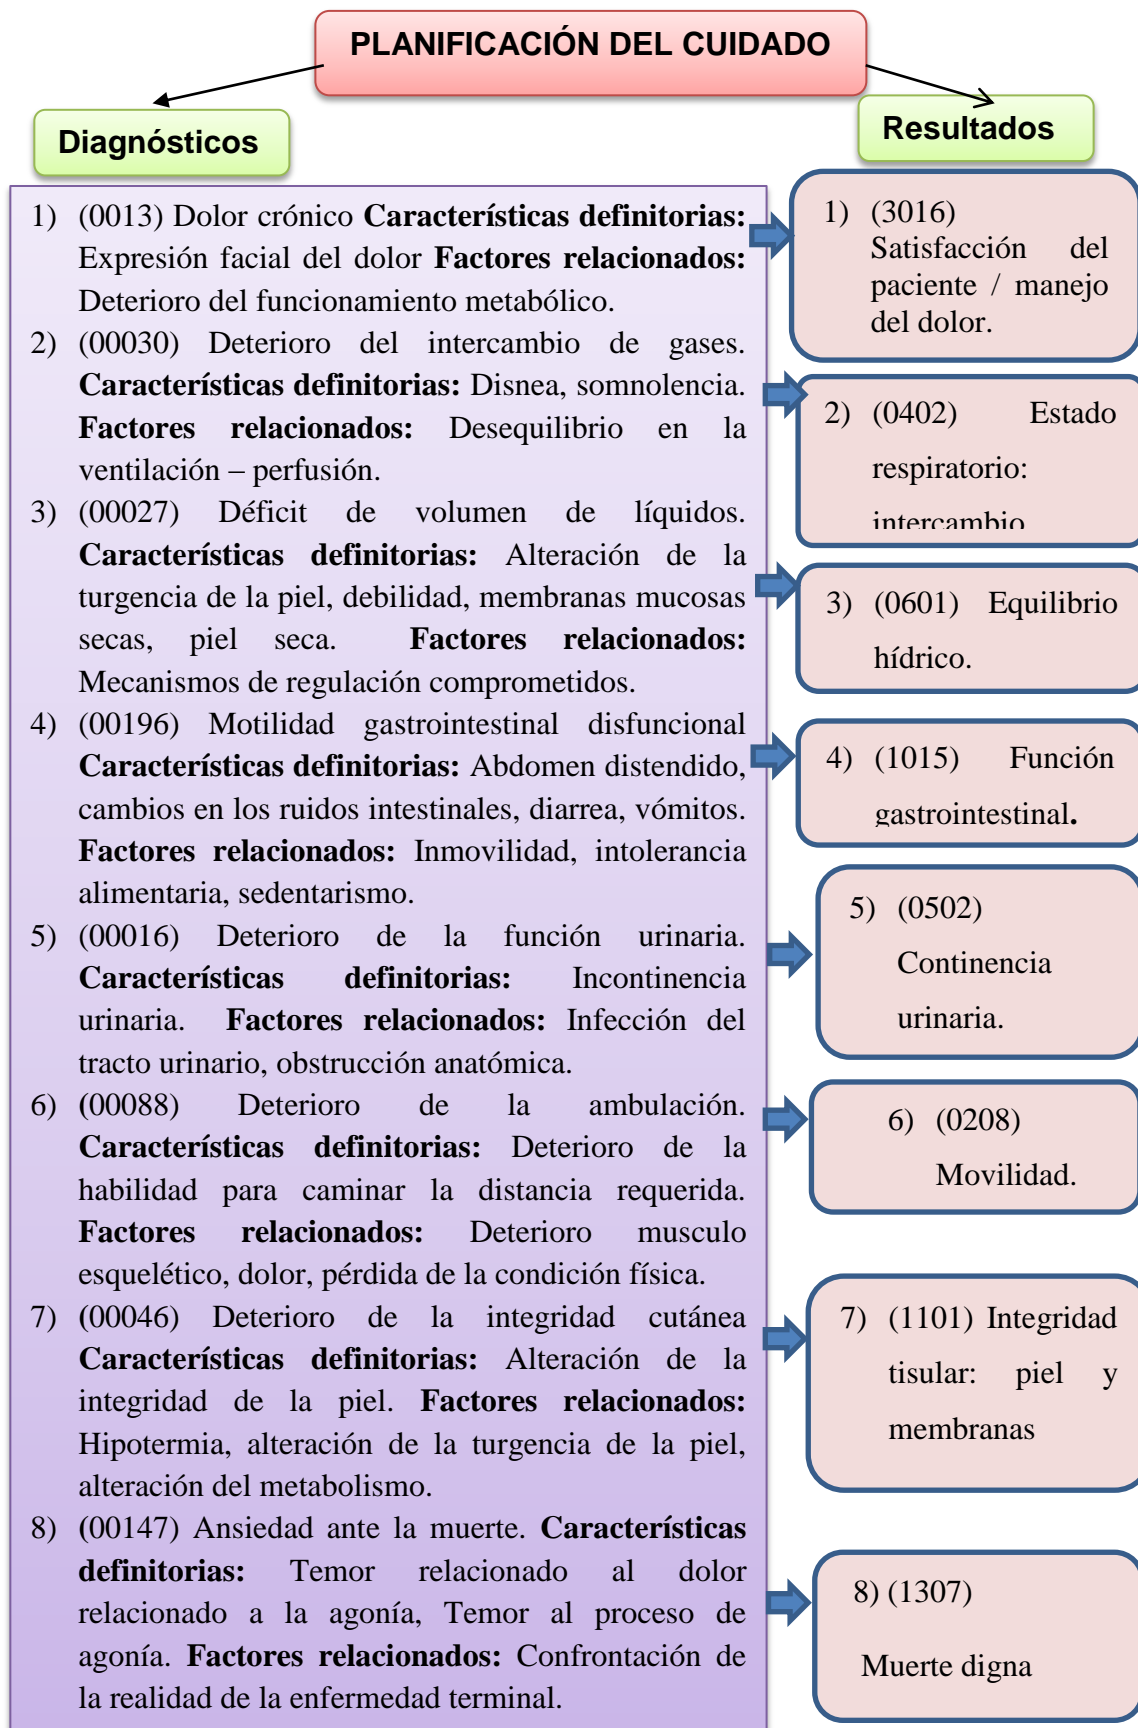 PLANIFICACIÓN DEL CUIDADO
Diagnósticos
Resultados
1) (0013) Dolor crónico Características definitorias:
Expresión facial del dolor Factores relacionados:
Deterioro del funcionamiento metabólico.
2) (00030) Deterioro del intercambio de gases.
Características definitorias: Disnea, somnolencia.
Factores relacionados: Desequilibrio en la
ventilación – perfusión.
3) (00027) Déficit de volumen de líquidos.
Características definitorias: Alteración de la
turgencia de la piel, debilidad, membranas mucosas
secas, piel seca. Factores relacionados:
Mecanismos de regulación comprometidos.
4) (00196) Motilidad gastrointestinal disfuncional
Características definitorias: Abdomen distendido,
cambios en los ruidos intestinales, diarrea, vómitos.
Factores relacionados: Inmovilidad, intolerancia
alimentaria, sedentarismo.
5) (00016) Deterioro de la función urinaria.
Características definitorias: Incontinencia
urinaria. Factores relacionados: Infección del
tracto urinario, obstrucción anatómica.
6) (00088) Deterioro de la ambulación.
Características definitorias: Deterioro de la
habilidad para caminar la distancia requerida.
Factores relacionados: Deterioro musculo
esquelético, dolor, pérdida de la condición física.
7) (00046) Deterioro de la integridad cutánea
Características definitorias: Alteración de la
integridad de la piel. Factores relacionados:
Hipotermia, alteración de la turgencia de la piel,
alteración del metabolismo.
8) (00147) Ansiedad ante la muerte. Características
definitorias: Temor relacionado al dolor
relacionado a la agonía, Temor al proceso de
agonía. Factores relacionados: Confrontación de
la realidad de la enfermedad terminal.
1) (3016)
Satisfacción del
paciente / manejo
del dolor.
2) (0402) Estado
respiratorio:
intercambio
3) (0601) Equilibrio
hídrico.
4) (1015) Función
gastrointestinal.
5) (0502)
Continencia
urinaria.
6) (0208)
Movilidad.
7) (1101) Integridad
tisular: piel y
membranas
8) (1307)
Muerte digna